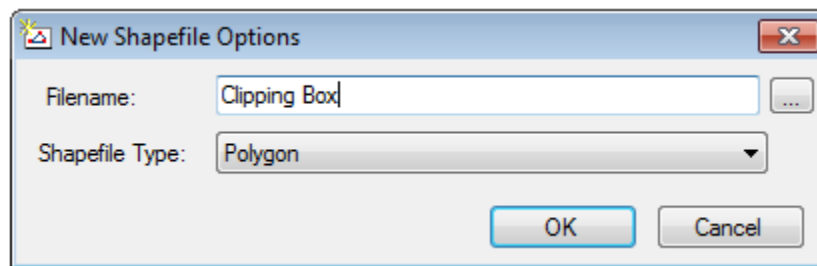 New Shapefile Options
Filename: Clipping Box ...
Shapefile Type: Polygon
OK Cancel